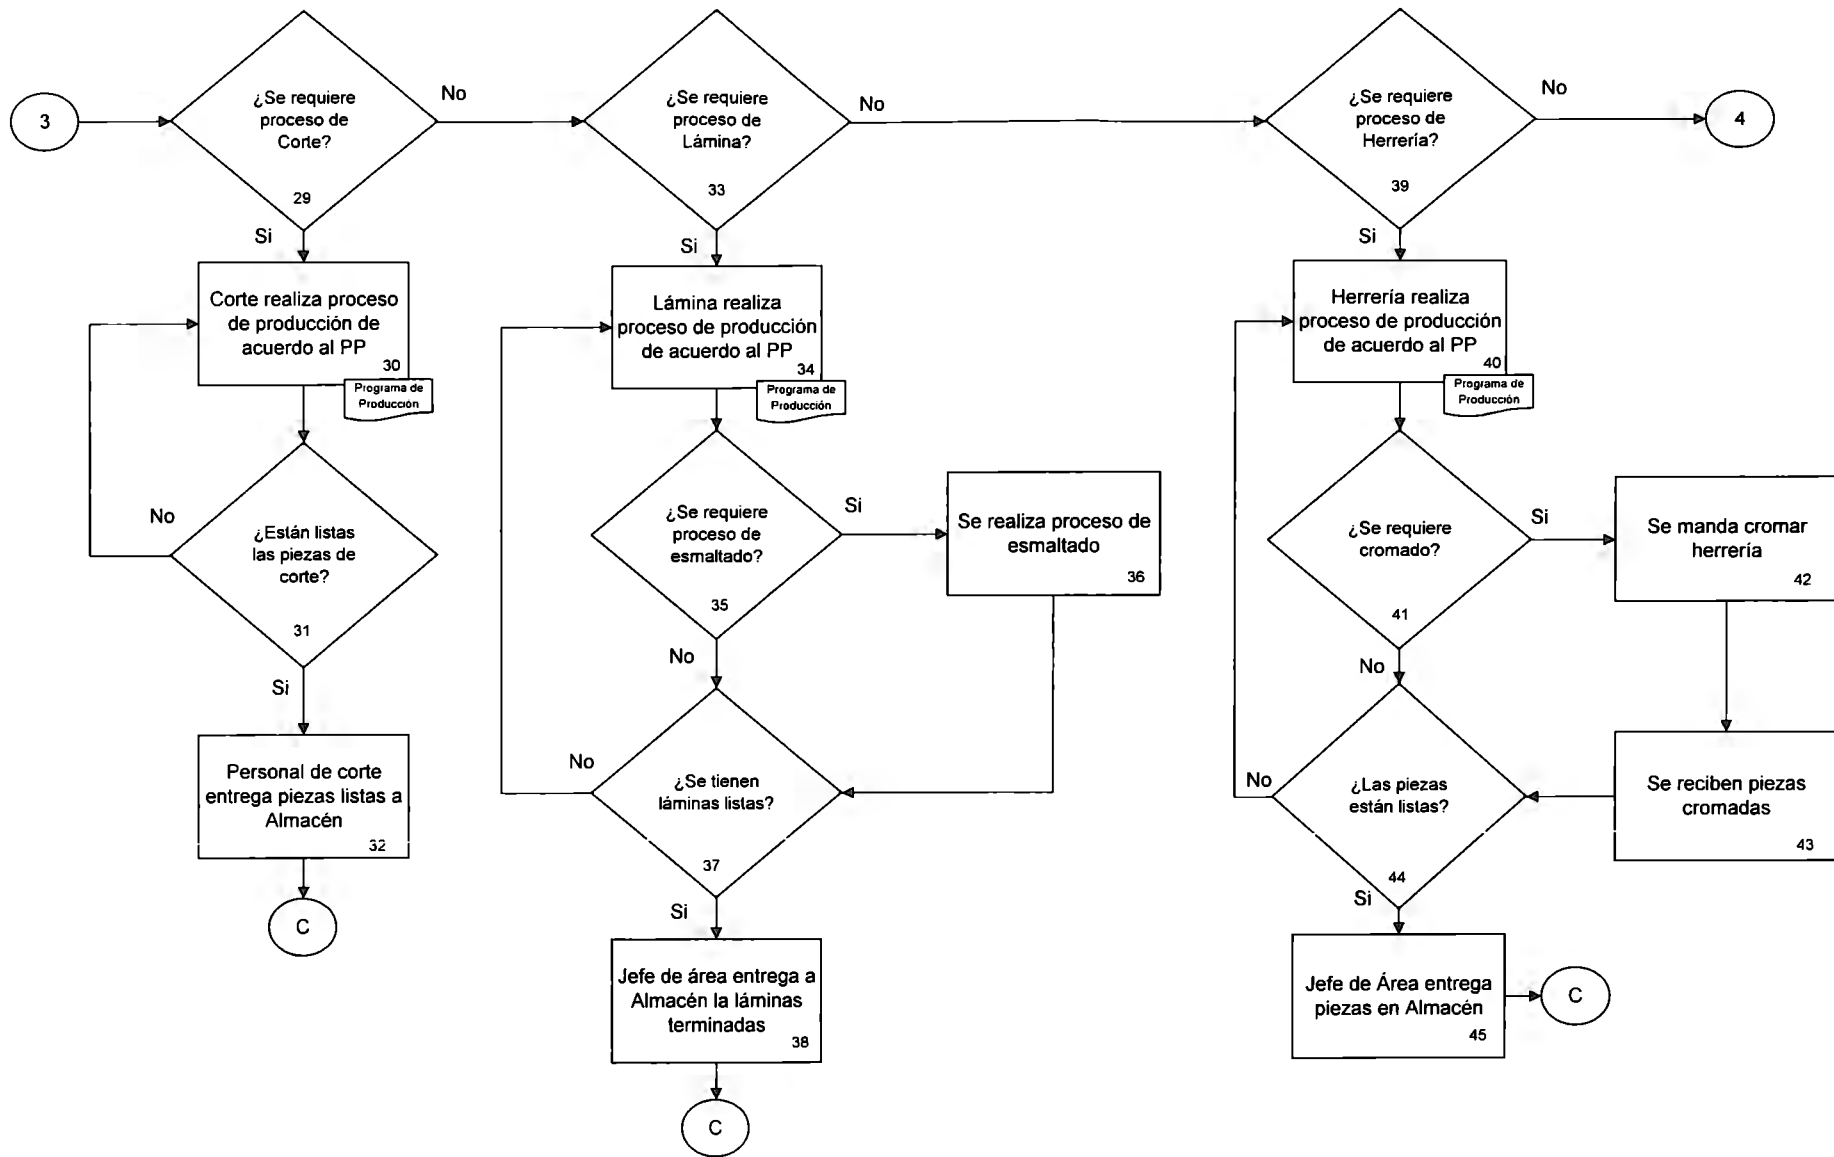 3
¿Se requiere
proceso de
Corte?
29
No
Si
Corte realiza proceso
de producción de
acuerdo al PP
30
Programa de
Producción
¿Están listas
las piezas de
corte?
31
No
Si
Personal de corte
entrega piezas listas a
Almacén
32
C
¿Se requiere
proceso de
Lámina?
33
No
Si
Lámina realiza
proceso de producción
de acuerdo al PP
34
Programa de
Producción
¿Se requiere
proceso de
esmaltado?
35
Si
Se realiza proceso de
esmaltado
36
No
¿Se tienen
láminas listas?
37
No
Si
Jefe de área entrega a
Almacén la láminas
terminadas
38
C
¿Se requiere
proceso de
Herrería?
39
No
4
Si
Herrería realiza
proceso de producción
de acuerdo al PP
40
Programa de
Producción
¿Se requiere
cromado?
41
Si
Se manda cromar
herrería
42
No
Se reciben piezas
cromadas
43
¿Las piezas
están listas?
44
No
Si
Jefe de Área entrega
piezas en Almacén
45
C